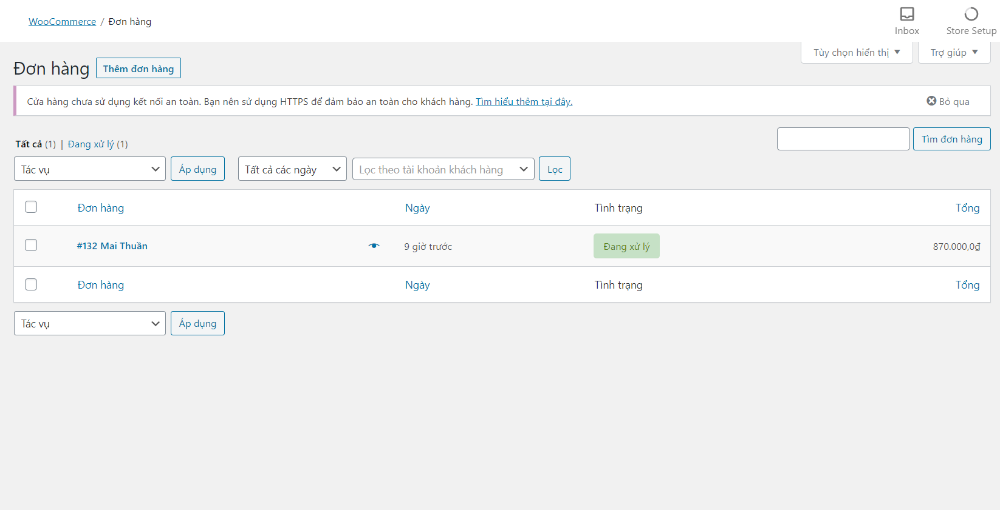 WooCommerce / Đơn hàng
Inbox
Store Setup
Tùy chọn hiển thị
Trợ giúp
Đơn hàng
Thêm đơn hàng
Cửa hàng chưa sử dụng kết nối an toàn. Bạn nên sử dụng HTTPS để đảm bảo an toàn cho khách hàng. Tìm hiểu thêm tại đây.
Bỏ qua
Tất cả (1) | Đang xử lý (1)
Tìm đơn hàng
Tác vụ
Áp dụng
Tất cả các ngày
Lọc theo tài khoản khách hàng
Lọc
Đơn hàng Ngày Tình trạng Tổng
#132 Mai Thuần 9 giờ trước Đang xử lý 870.000,0₫
Đơn hàng Ngày Tình trạng Tổng
Tác vụ
Áp dụng